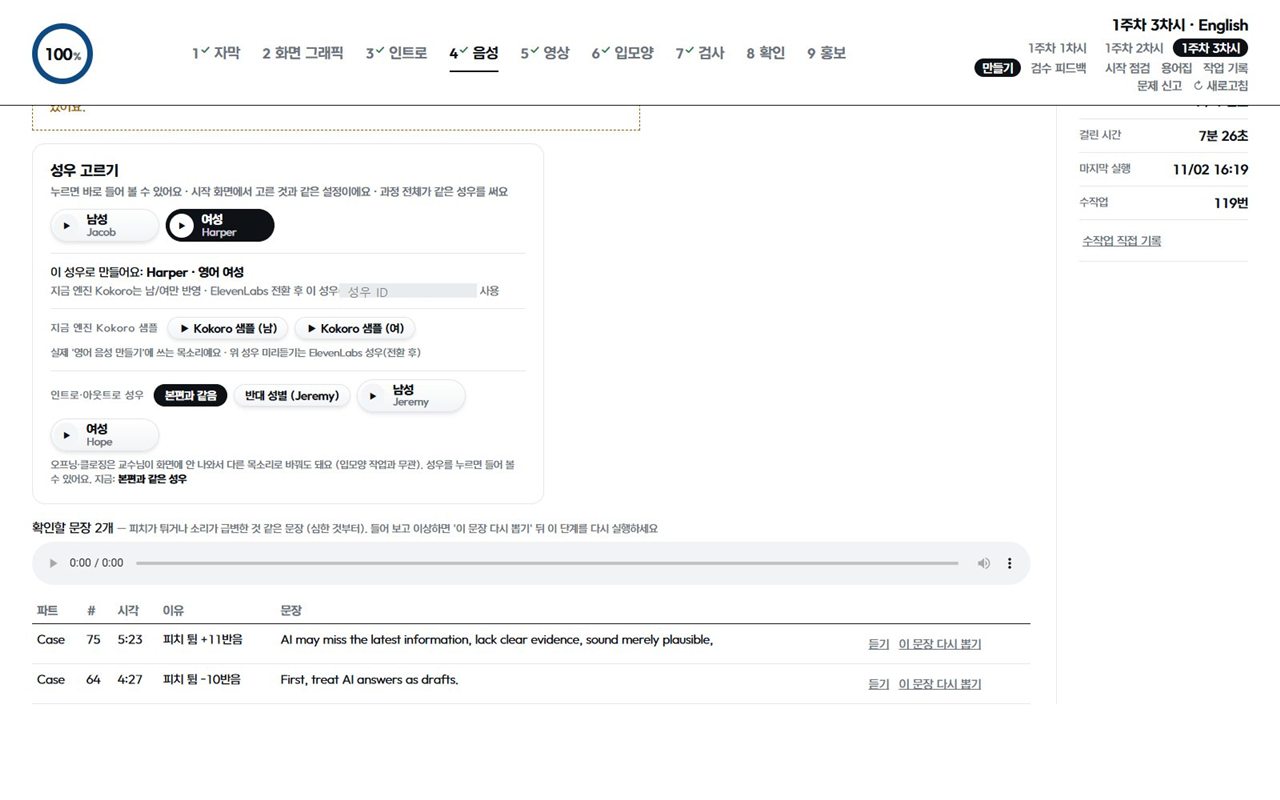 100%
1✓ 자막
2 화면 그래픽
3✓ 인트로
4✓ 음성
5✓ 영상
6✓ 입모양
7✓ 검사
8 확인
9 홍보
1주차 3차시 · English
1주차 1차시 1주차 2차시 1주차 3차시
만들기 검수 피드백 시작 점검 용어집 작업 기록
문제 신고 새로고침
성우 고르기
누르면 바로 들어 볼 수 있어요 · 시작 화면에서 고른 것과 같은 설정이에요 · 과정 전체가 같은 성우를 써요
남성
Jacob
여성
Harper
이 성우로 만들어요: Harper · 영어 여성
지금 엔진 Kokoro는 남/여만 반영 · ElevenLabs 전환 후 이 성우 성우 ID 사용
지금 엔진 Kokoro 샘플 ▶ Kokoro 샘플 (남) ▶ Kokoro 샘플 (여)
실제 '영어 음성 만들기'에 쓰는 목소리예요 · 위 성우 미리듣기는 ElevenLabs 성우(전환 후)
인트로·아웃트로 성우 본편과 같음 반대 성별 (Jeremy)
남성
Jeremy
여성
Hope
오프닝·클로징은 교수님이 화면에 안 나와서 다른 목소리로 바꿔도 돼요 (입모양 작업과 무관). 성우를 누르면 들어 볼
수 있어요. 지금: 본편과 같은 성우
확인할 문장 2개 — 피치가 튀거나 소리가 급변한 것 같은 문장 (심한 것부터). 들어 보고 이상하면 '이 문장 다시 뽑기' 뒤 이 단계를 다시 실행하세요
0:00 / 0:00
파트 # 시각 이유 문장
Case 75 5:23 피치 튐 +11반음 AI may miss the latest information, lack clear evidence, sound merely plausible, 듣기 이 문장 다시 뽑기
Case 64 4:27 피치 튐 -10반음 First, treat AI answers as drafts. 듣기 이 문장 다시 뽑기
걸린 시간 7분 26초
마지막 실행 11/02 16:19
수작업 119번
수작업 직접 기록